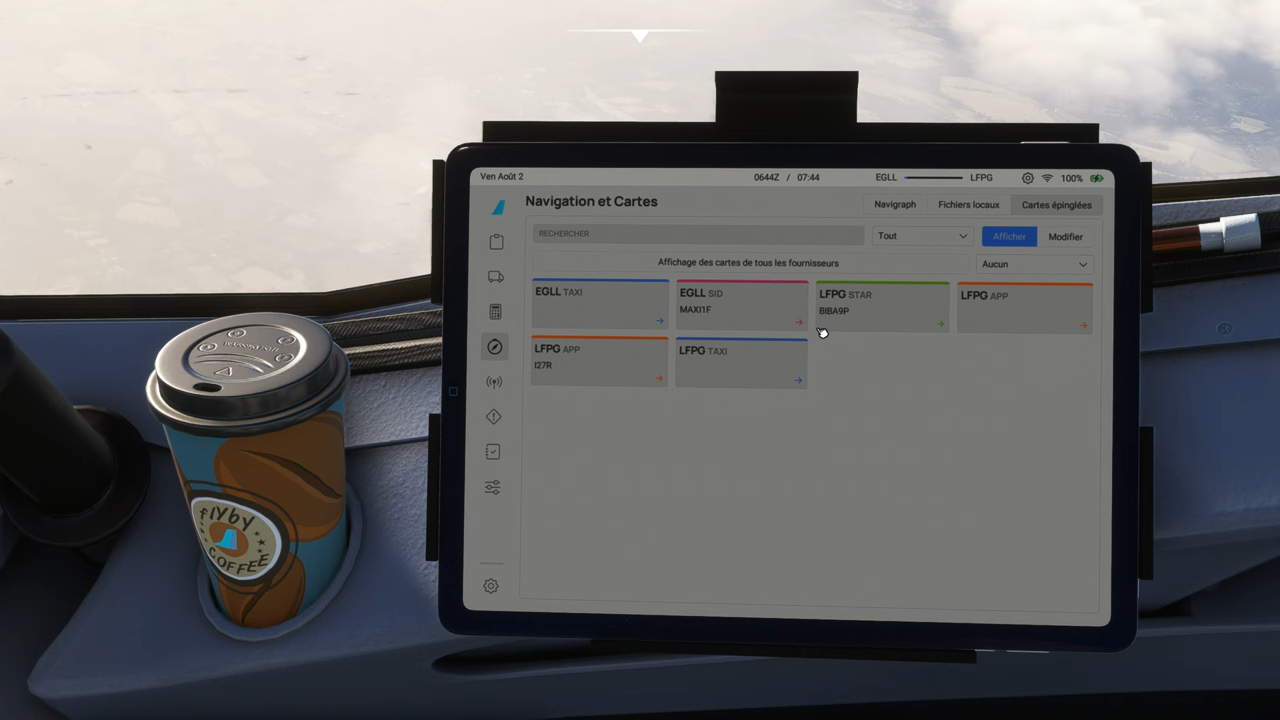 Ven Août 2
0644Z / 07:44
EGLL LFPG
100%
Navigation et Cartes
Navigraph
Fichiers locaux
Cartes épinglées
RECHERCHER
Tout
Afficher
Modifier
Affichage des cartes de tous les fournisseurs
Aucun
EGLL TAXI
EGLL SID
MAXI1F
LFPG STAR
BIBA9P
LFPG APP
LFPG APP
I27R
LFPG TAXI
flyby
COFFEE